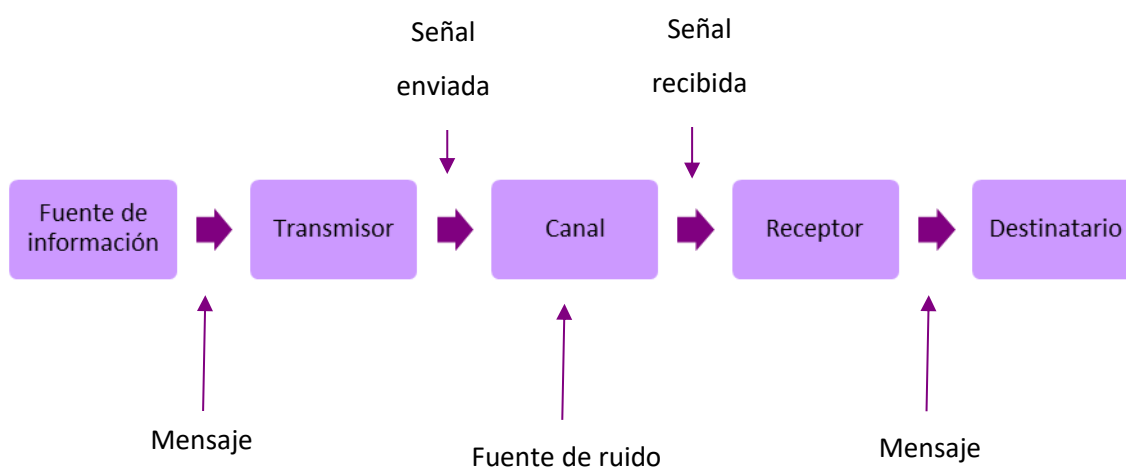 Señal
enviada
Señal
recibida
Fuente de
información
Transmisor
Canal
Receptor
Destinatario
Mensaje
Fuente de ruido
Mensaje